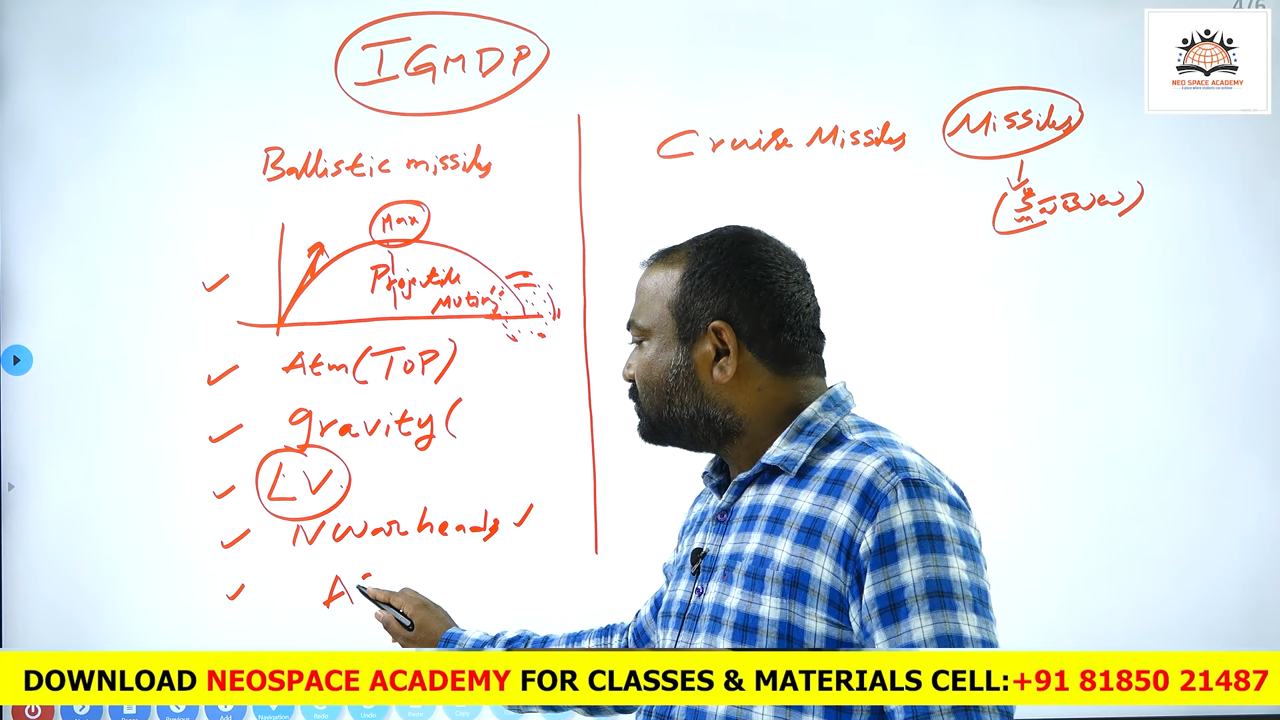 476
IGMDP
NEO SPACE ACADEMY
Ballistic missiles
Cruise Missiles
Missiles
(క్షిపణులు)
Max
Projectile
Motion
Atm (TOP)
gravity (
LV
N warheads
A
DOWNLOAD NEOSPACE ACADEMY FOR CLASSES & MATERIALS CELL:+91 81850 21487